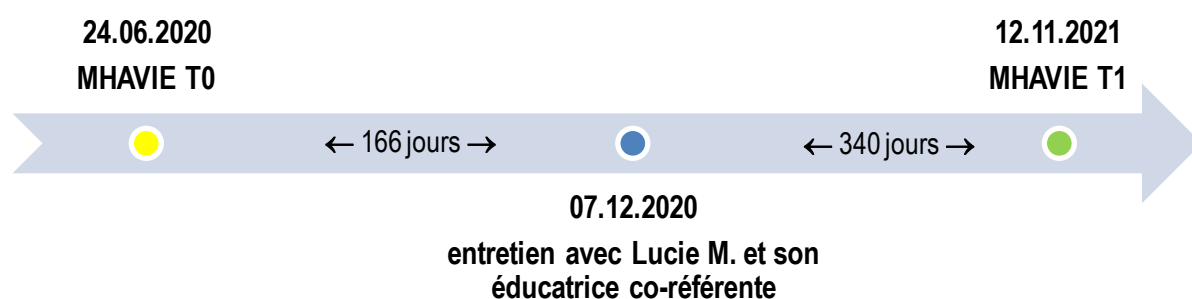 24.06.2020
MHAVIE T0
12.11.2021
MHAVIE T1
← 166 jours →
← 340 jours →
07.12.2020
entretien avec Lucie M. et son
éducatrice co-référente